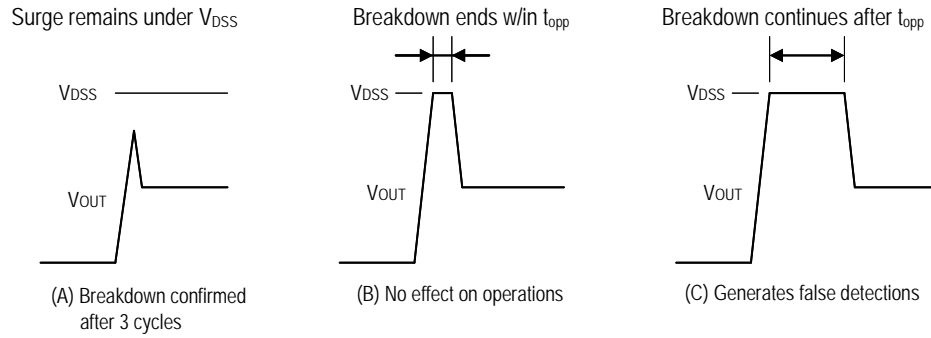 Surge remains under VDSS
Breakdown ends w/in topp
Breakdown continues after topp
VDSS
VDSS
VDSS
VOUT
VOUT
VOUT
(A) Breakdown confirmed
after 3 cycles
(B) No effect on operations
(C) Generates false detections